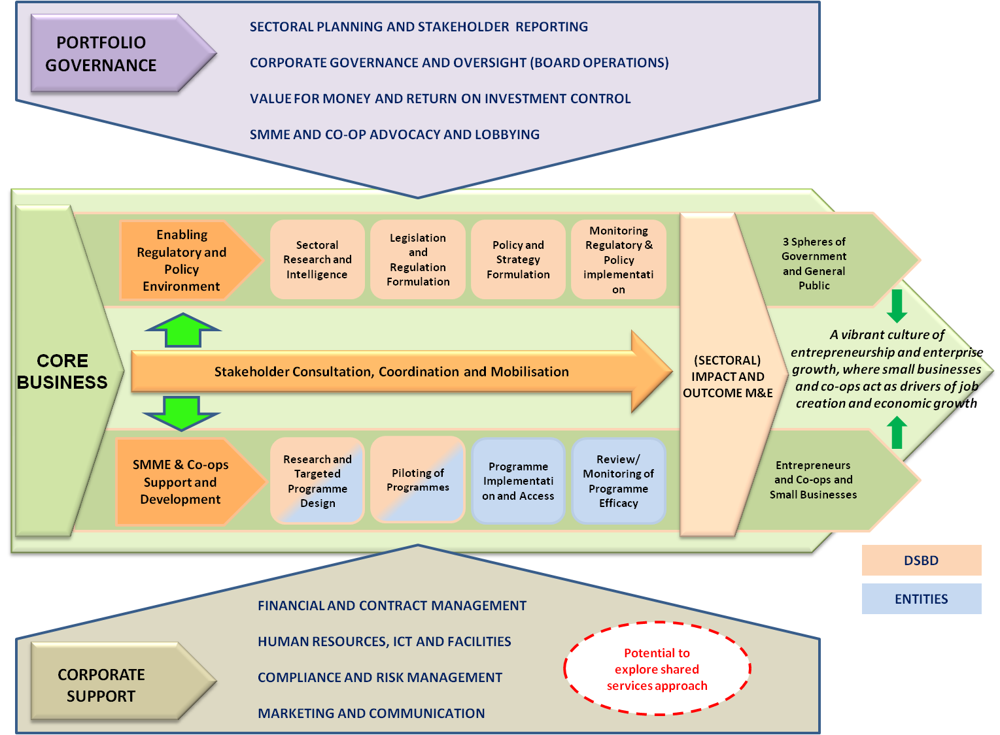 PORTFOLIO
GOVERNANCE
SECTORAL PLANNING AND STAKEHOLDER REPORTING
CORPORATE GOVERNANCE AND OVERSIGHT (BOARD OPERATIONS)
VALUE FOR MONEY AND RETURN ON INVESTMENT CONTROL
SMME AND CO-OP ADVOCACY AND LOBBYING
CORE
BUSINESS
Enabling
Regulatory and
Policy
Environment
Sectoral
Research and
Intelligence
Legislation
and
Regulation
Formulation
Policy and
Strategy
Formulation
Monitoring
Regulatory &
Policy
implementati
on
3 Spheres of
Government
and General
Public
Stakeholder Consultation, Coordination and Mobilisation
(SECTORAL)
IMPACT AND
OUTCOME M&E
A vibrant culture of
entrepreneurship and enterprise
growth, where small businesses
and co-ops act as drivers of job
creation and economic growth
SMME & Co-ops
Support and
Development
Research and
Targeted
Programme
Design
Piloting of
Programmes
Programme
Implementati
on and Access
Review/
Monitoring of
Programme
Efficacy
Entrepreneurs
and Co-ops and
Small Businesses
DSBD
ENTITIES
CORPORATE
SUPPORT
FINANCIAL AND CONTRACT MANAGEMENT
HUMAN RESOURCES, ICT AND FACILITIES
COMPLIANCE AND RISK MANAGEMENT
MARKETING AND COMMUNICATION
Potential to
explore shared
services approach